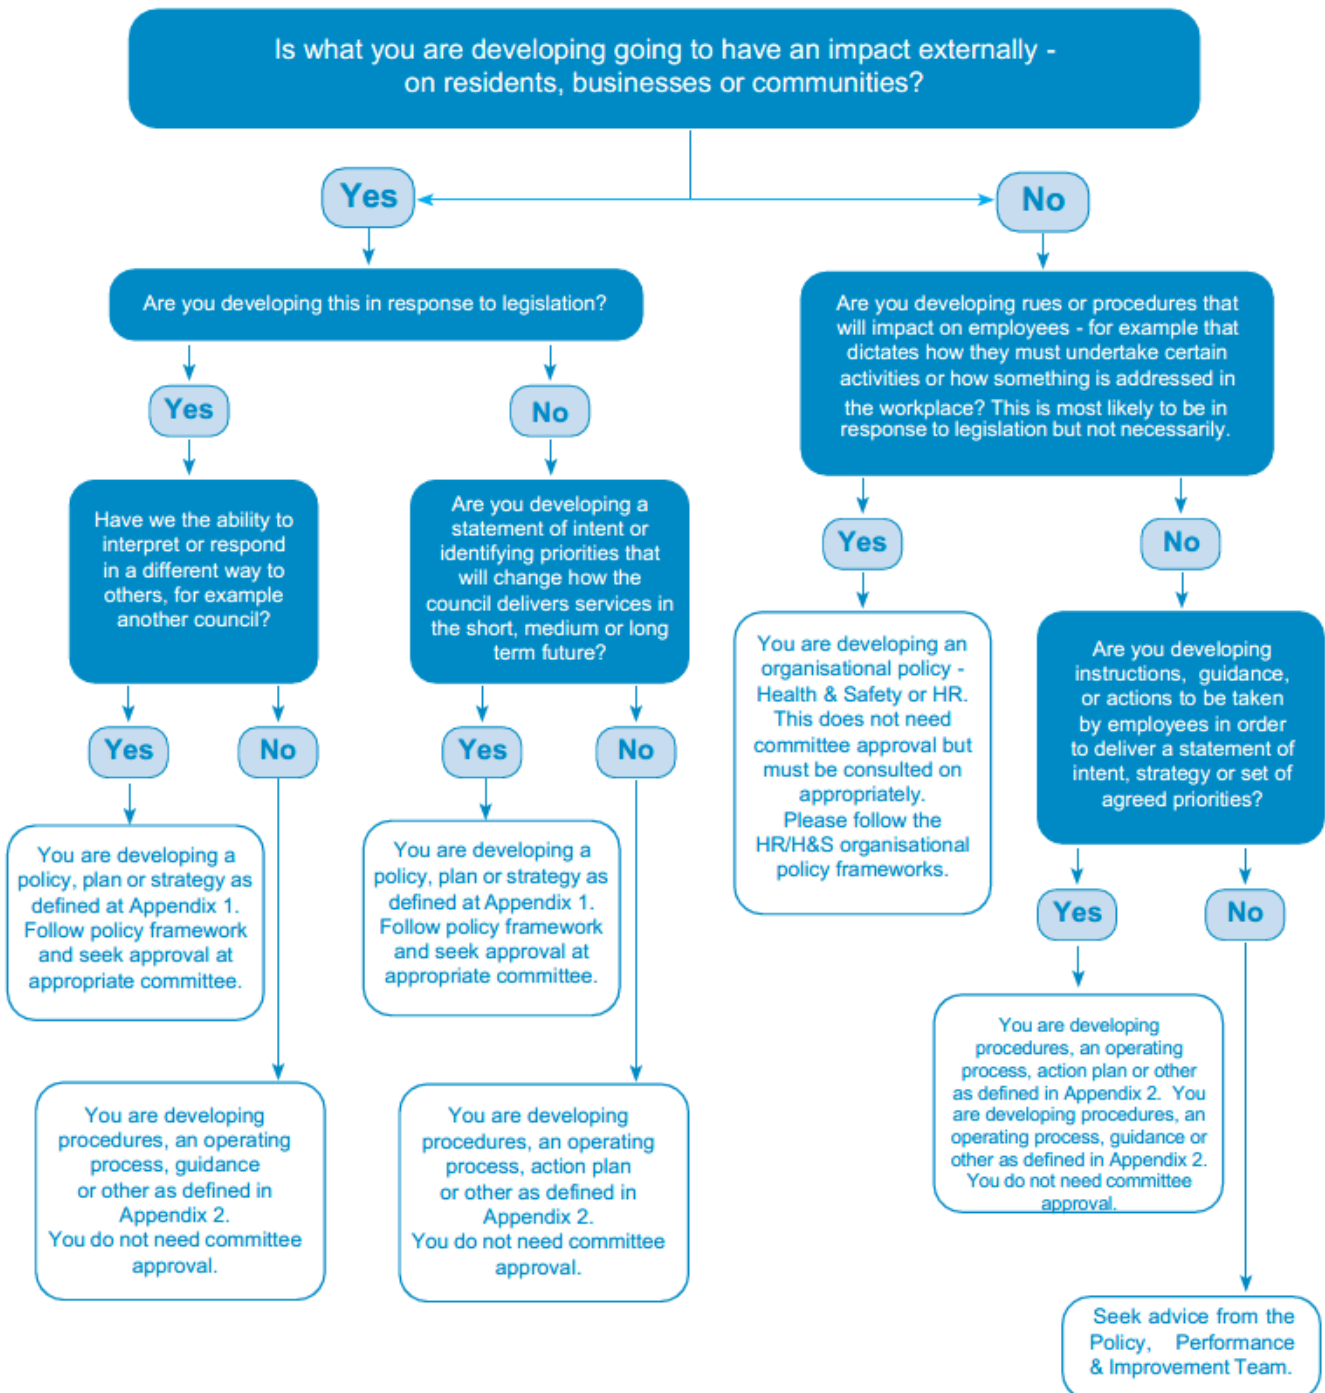 Is what you are developing going to have an impact externally -
on residents, businesses or communities?
Yes
No
Are you developing this in response to legislation?
Are you developing rues or procedures that
will impact on employees - for example that
dictates how they must undertake certain
activities or how something is addressed in
the workplace? This is most likely to be in
response to legislation but not necessarily.
Yes
No
Have we the ability to
interpret or respond
in a different way to
others, for example
another council?
Are you developing a
statement of intent or
identifying priorities that
will change how the
council delivers services in
the short, medium or long
term future?
Yes
No
You are developing an
organisational policy -
Health & Safety or HR.
This does not need
committee approval but
must be consulted on
appropriately.
Please follow the
HR/H&S organisational
policy frameworks.
Are you developing
instructions, guidance,
or actions to be taken
by employees in order
to deliver a statement of
intent, strategy or set of
agreed priorities?
Yes
No
Yes
No
You are developing a
policy, plan or strategy as
defined at Appendix 1.
Follow policy framework
and seek approval at
appropriate committee.
You are developing a
policy, plan or strategy as
defined at Appendix 1.
Follow policy framework
and seek approval at
appropriate committee.
Yes
No
You are developing
procedures, an operating
process, guidance
or other as defined in
Appendix 2.
You do not need committee
approval.
You are developing
procedures, an operating
process, action plan
or other as defined in
Appendix 2.
You do not need committee
approval.
You are developing
procedures, an operating
process, action plan or other
as defined in Appendix 2. You
are developing procedures, an
operating process, guidance or
other as defined in Appendix 2.
You do not need committee
approval.
Seek advice from the
Policy, Performance
& Improvement Team.